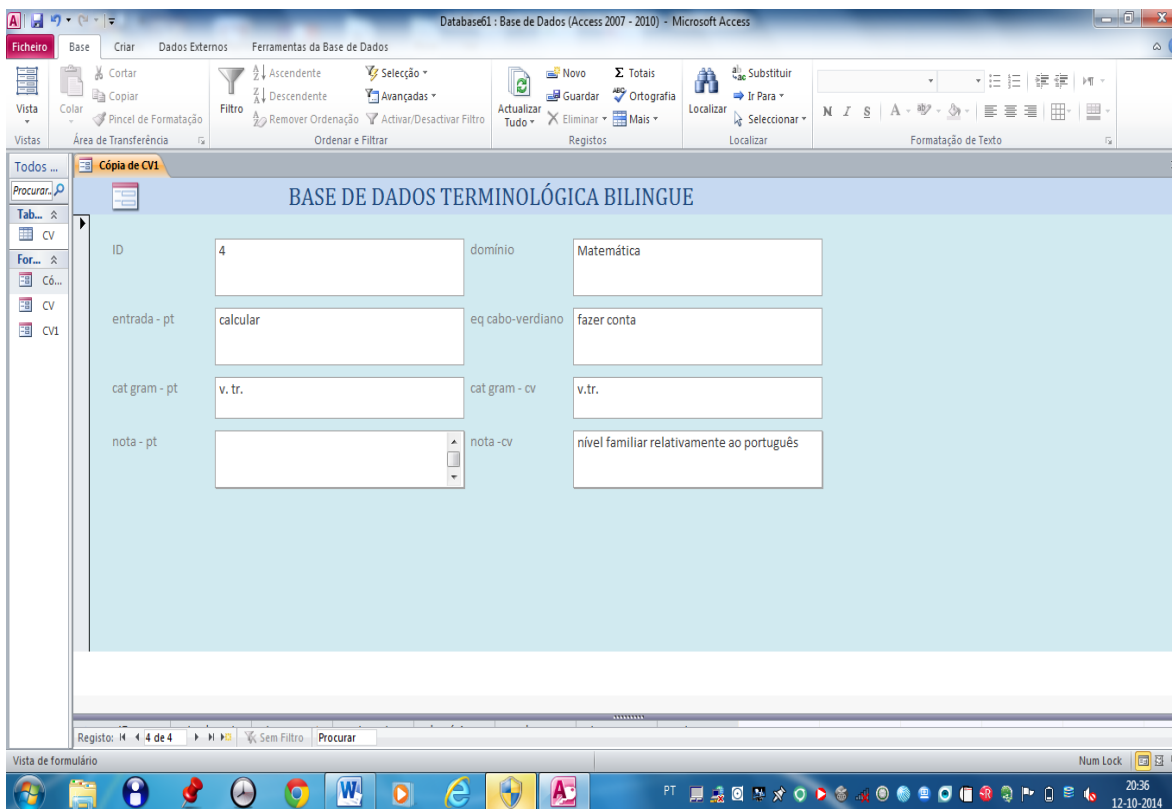 Database61 : Base de Dados (Access 2007 - 2010) - Microsoft Access
Ficheiro Base Criar Dados Externos Ferramentas da Base de Dados
Vista
Vistas
Colar
Cortar
Copiar
Pincel de Formatação
Área de Transferência
Filtro
Ascendente
Descendente
Remover Ordenação
Selecção
Avançadas
Activar/Desactivar Filtro
Ordenar e Filtrar
Actualizar Tudo
Novo
Guardar
Eliminar
Σ Totais
Ortografia
Mais
Registos
Localizar
Substituir
Ir Para
Seleccionar
Localizar
N I S A
Formatação de Texto
Todos ...
Procurar..
Tab...
CV
For...
Có...
CV
CV1
Cópia de CV1
BASE DE DADOS TERMINOLÓGICA BILINGUE
ID 4 domínio Matemática
entrada - pt calcular eq cabo-verdiano fazer conta
cat gram - pt v. tr. cat gram - cv v.tr.
nota - pt nota -cv nível familiar relativamente ao português
Registo: 4 de 4 Sem Filtro Procurar
Vista de formulário Num Lock
PT 20:36
12-10-2014